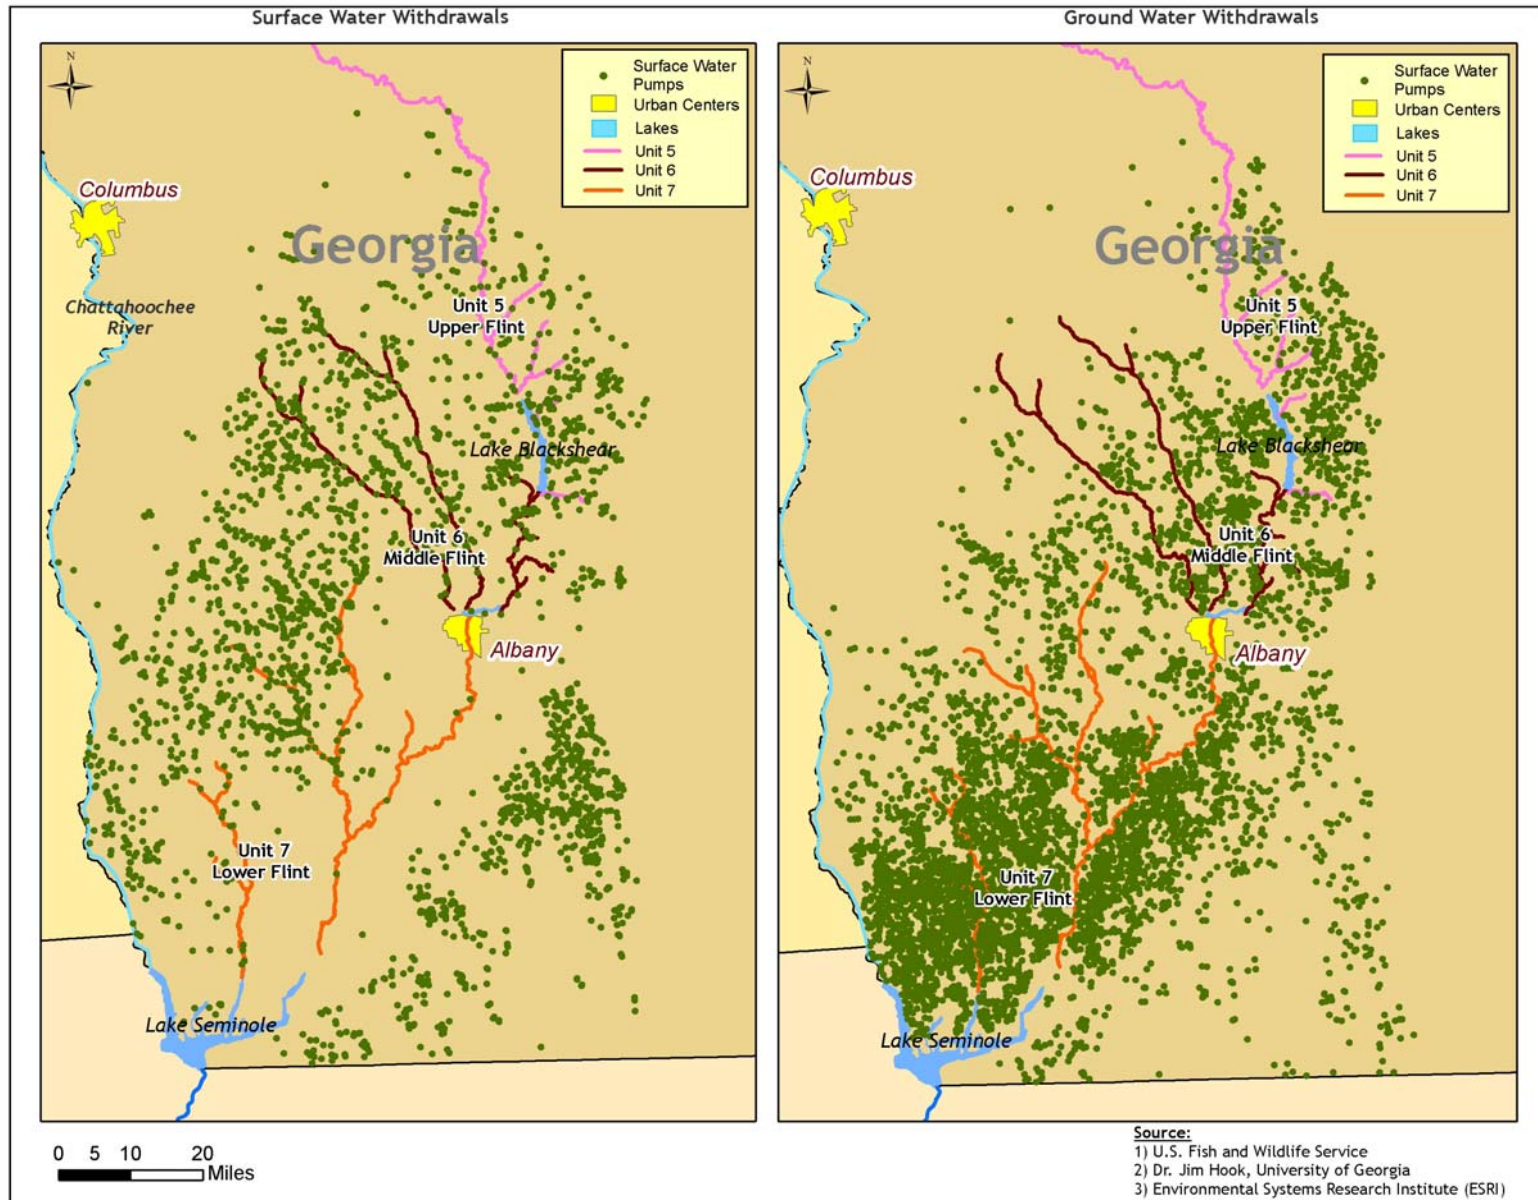 Surface Water Withdrawals
N
Surface Water
Pumps
Urban Centers
Lakes
Unit 5
Unit 6
Unit 7
Columbus
Georgia
Chattahoochee
River
Unit 5
Upper Flint
Lake Blackshear
Unit 6
Middle Flint
Albany
Unit 7
Lower Flint
Lake Seminole
0 5 10 20
Miles
Ground Water Withdrawals
N
Surface Water
Pumps
Urban Centers
Lakes
Unit 5
Unit 6
Unit 7
Columbus
Georgia
Unit 5
Upper Flint
Lake Blackshear
Unit 6
Middle Flint
Albany
Unit 7
Lower Flint
Lake Seminole
Source:
1) U.S. Fish and Wildlife Service
2) Dr. Jim Hook, University of Georgia
3) Environmental Systems Research Institute (ESRI)